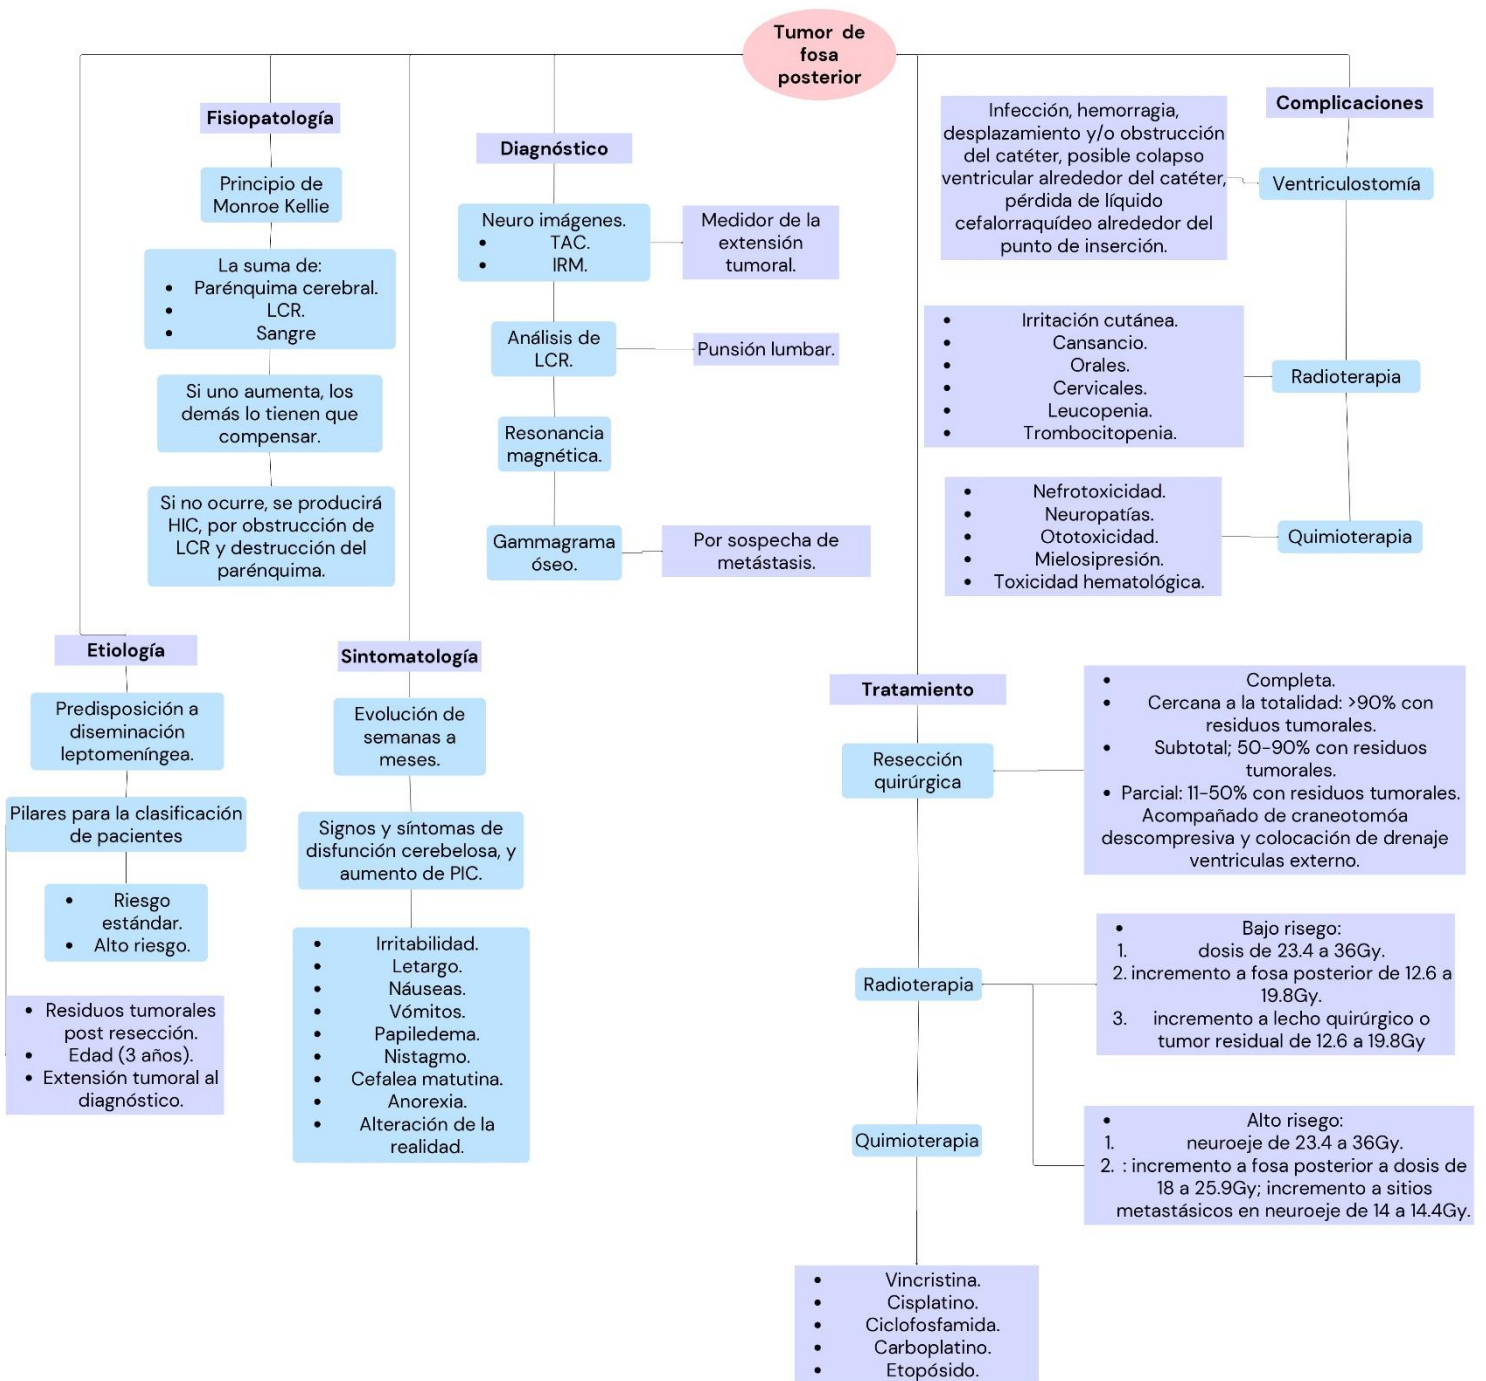 Tumor de
fosa
posterior
Fisiopatología
Principio de
Monroe Kellie
La suma de:
• Parénquima cerebral.
• LCR.
• Sangre
Si uno aumenta, los
demás lo tienen que
compensar.
Si no ocurre, se producirá
HIC, por obstrucción de
LCR y destrucción del
parénquima.
Diagnóstico
Neuro imágenes.
• TAC.
• IRM.
Medidor de la
extensión
tumoral.
Análisis de
LCR.
Punsión lumbar.
Resonancia
magnética.
Gammagrama
óseo.
Por sospecha de
metástasis.
Complicaciones
Ventriculostomía
Infección, hemorragia,
desplazamiento y/o obstrucción
del catéter, posible colapso
ventricular alrededor del catéter,
pérdida de líquido
cefalorraquídeo alrededor del
punto de inserción.
Radioterapia
• Irritación cutánea.
• Cansancio.
• Orales.
• Cervicales.
• Leucopenia.
• Trombocitopenia.
Quimioterapia
• Nefrotoxicidad.
• Neuropatías.
• Ototoxicidad.
• Mielosipresión.
• Toxicidad hematológica.
Etiología
Predisposición a
diseminación
leptomeníngea.
Pilares para la clasificación
de pacientes
• Riesgo
estándar.
• Alto riesgo.
• Residuos tumorales
post resección.
• Edad (3 años).
• Extensión tumoral al
diagnóstico.
Sintomatología
Evolución de
semanas a
meses.
Signos y síntomas de
disfunción cerebelosa, y
aumento de PIC.
• Irritabilidad.
• Letargo.
• Náuseas.
• Vómitos.
• Papiledema.
• Nistagmo.
• Cefalea matutina.
• Anorexia.
• Alteración de la
realidad.
Tratamiento
Resección
quirúrgica
• Completa.
• Cercana a la totalidad: >90% con
residuos tumorales.
• Subtotal; 50-90% con residuos
tumorales.
• Parcial: 11-50% con residuos tumorales.
Acompañado de craneotomóa
descompresiva y colocación de drenaje
ventriculas externo.
Radioterapia
• Bajo risego:
1. dosis de 23.4 a 36Gy.
2. incremento a fosa posterior de 12.6 a
19.8Gy.
3. incremento a lecho quirúrgico o
tumor residual de 12.6 a 19.8Gy
• Alto risego:
1. neuroeje de 23.4 a 36Gy.
2. : incremento a fosa posterior a dosis de
18 a 25.9Gy; incremento a sitios
metastásicos en neuroeje de 14 a 14.4Gy.
Quimioterapia
• Vincristina.
• Cisplatino.
• Ciclofosfamida.
• Carboplatino.
• Etopósido.